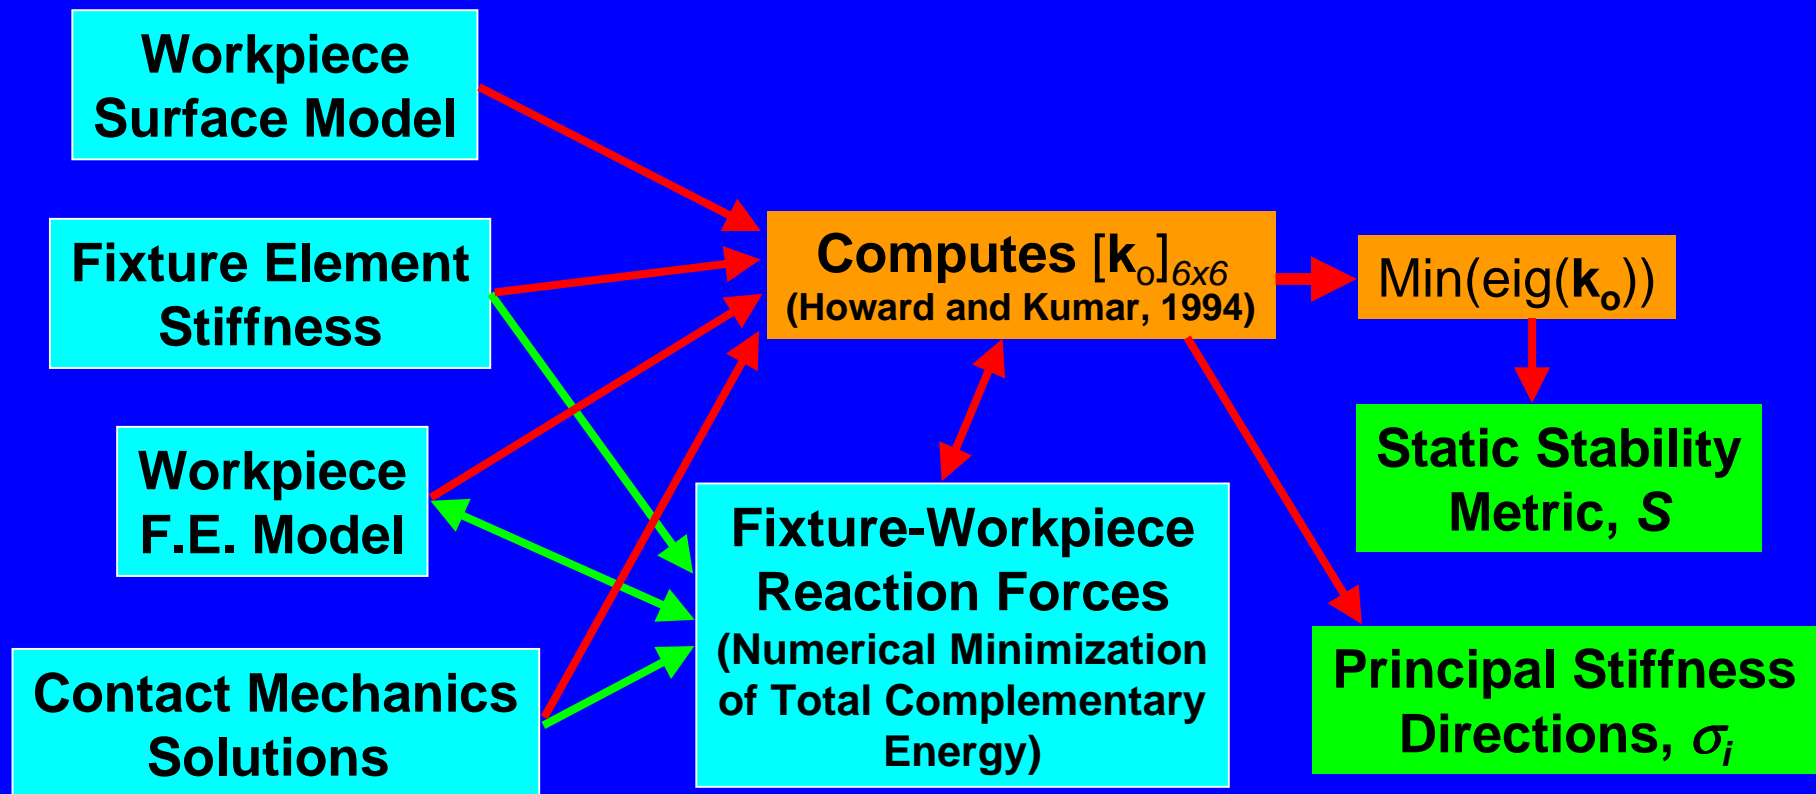 Workpiece
Surface Model
Fixture Element
Stiffness
Workpiece
F.E. Model
Contact Mechanics
Solutions
Computes [k₀]6x6
(Howard and Kumar, 1994)
Fixture-Workpiece
Reaction Forces
(Numerical Minimization
of Total Complementary
Energy)
Min(eig(kₒ))
Static Stability
Metric, S
Principal Stiffness
Directions, σᵢ